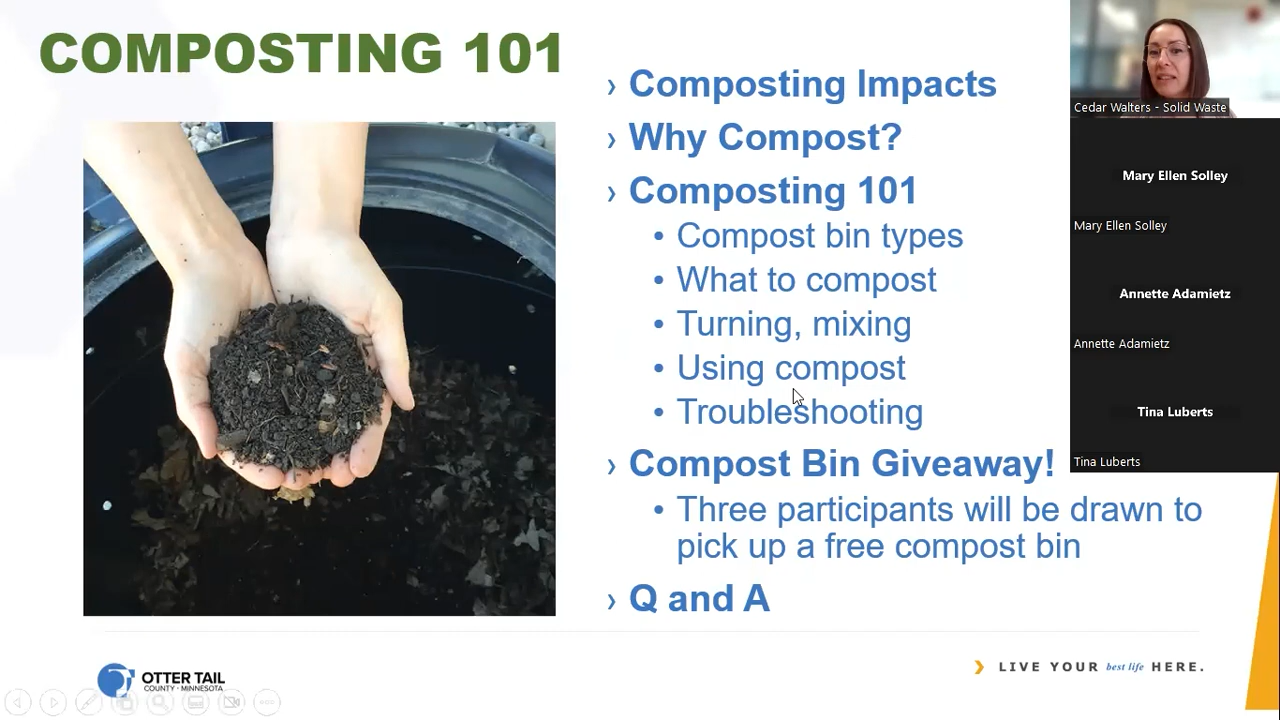 COMPOSTING 101
› Composting Impacts
› Why Compost?
› Composting 101
• Compost bin types
• What to compost
• Turning, mixing
• Using compost
• Troubleshooting
› Compost Bin Giveaway!
• Three participants will be drawn to
pick up a free compost bin
› Q and A
Cedar Walters - Solid Waste
Mary Ellen Solley
Mary Ellen Solley
Annette Adamietz
Annette Adamietz
Tina Luberts
Tina Luberts
OTTER TAIL
COUNTY · MINNESOTA
LIVE YOUR best life HERE.